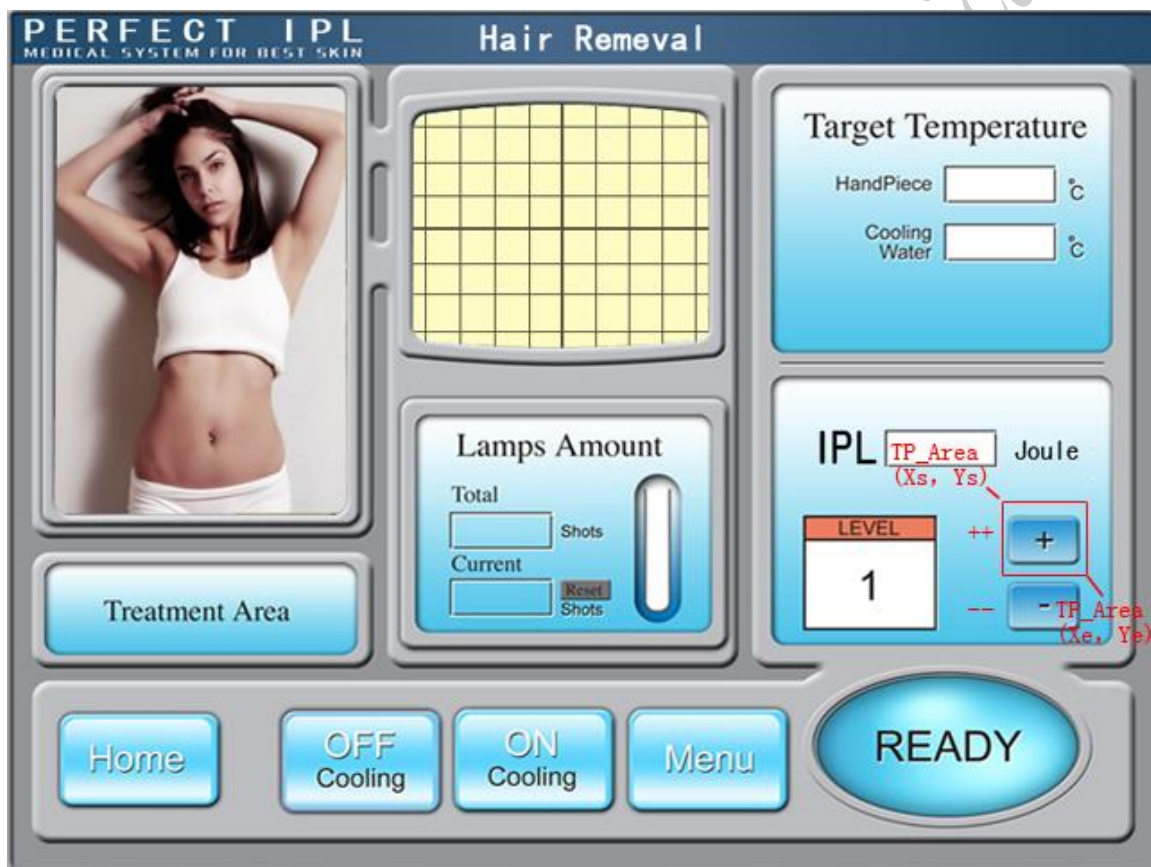 PERFECT IPL
MEDICAL SYSTEM FOR BEST SKIN
Hair Remeval
Target Temperature
HandPiece °C
Cooling
Water °C
Lamps Amount
Total
Shots
Current
Reset
Shots
IPL TP_Area Joule
(Xs, Ys)
LEVEL
1
++ +
-- - TP_Area
(Xe, Ye)
Treatment Area
Home
OFF
Cooling
ON
Cooling
Menu
READY